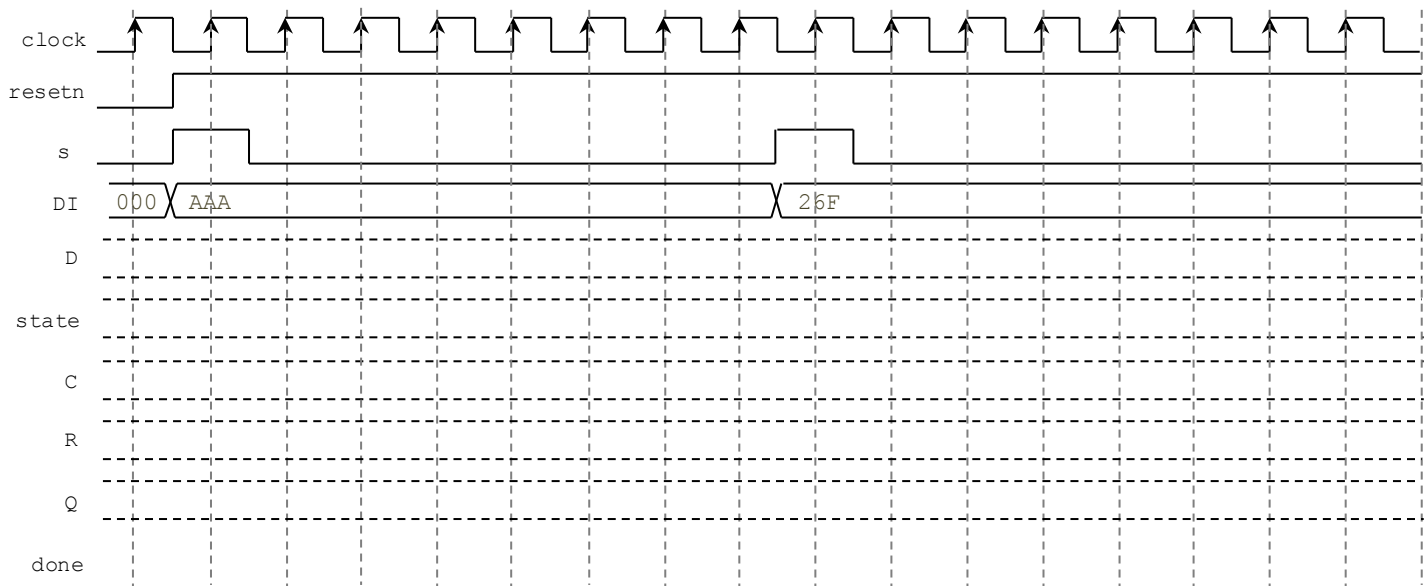 clock
resetn
s
DI 000 AAA 26F
D
state
C
R
Q
done